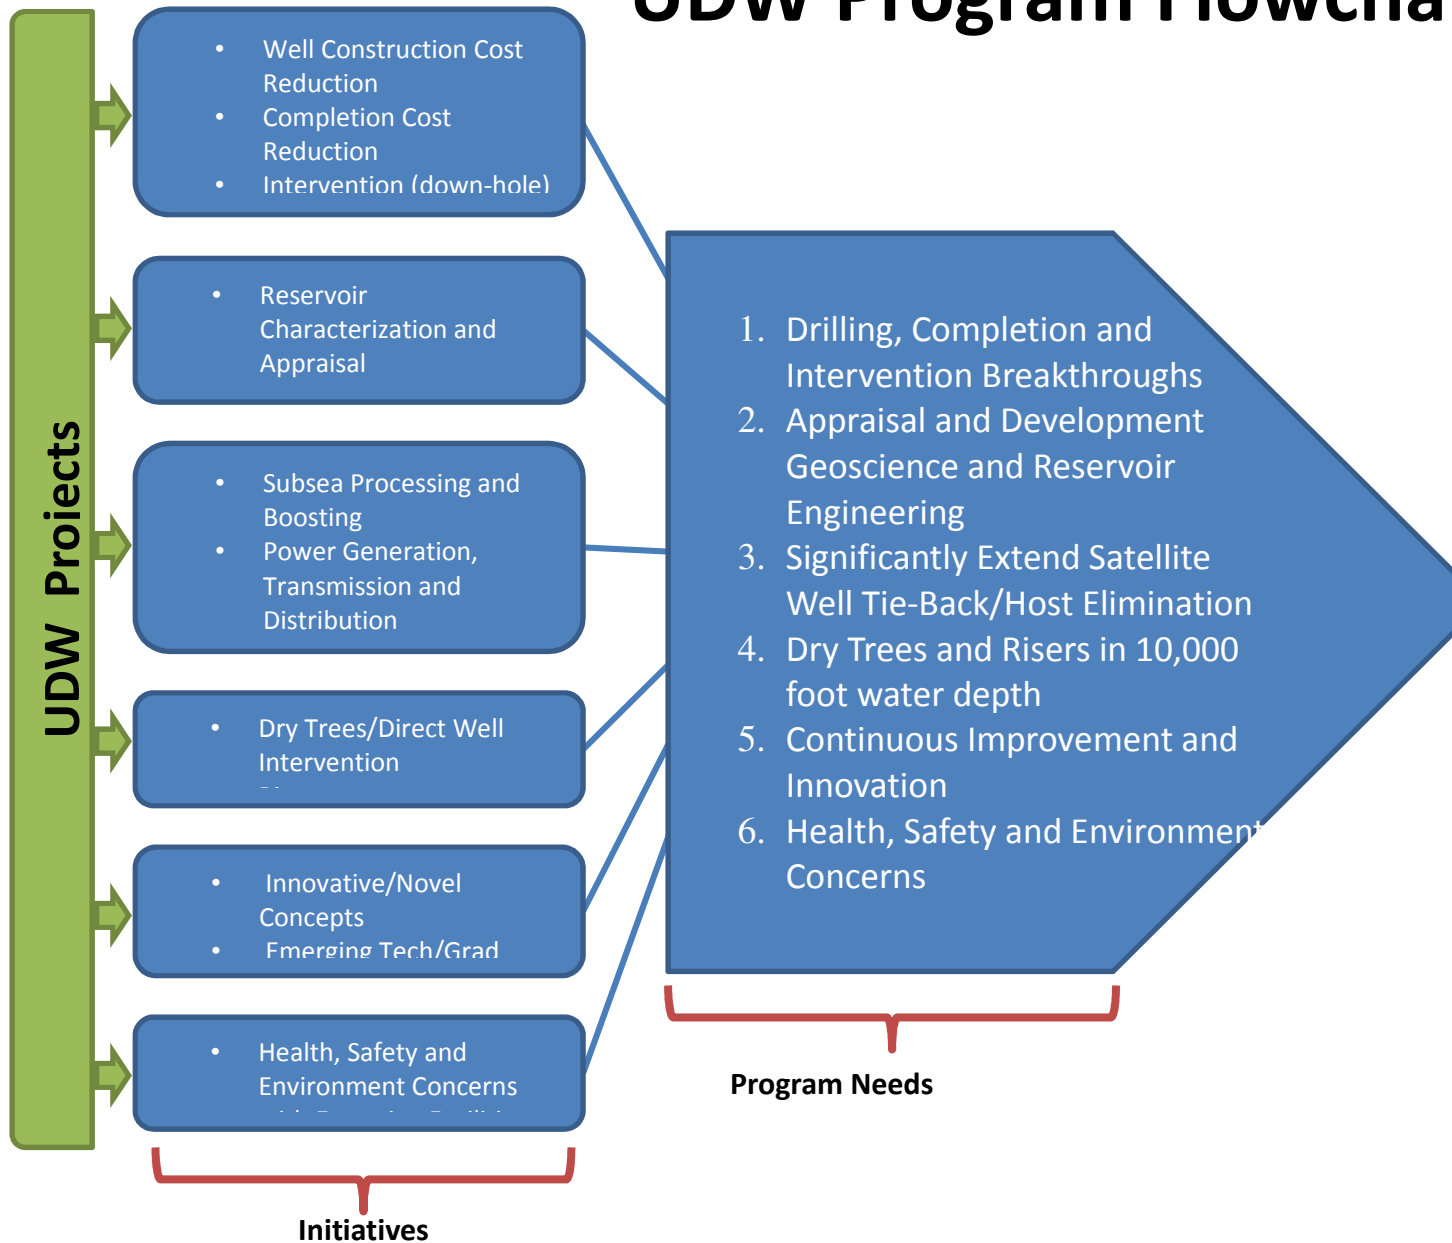 UDW Program Flowcha
• Well Construction Cost
Reduction
• Completion Cost
Reduction
• Intervention (down-hole)
• Reservoir
Characterization and
Appraisal
• Subsea Processing and
Boosting
• Power Generation,
Transmission and
Distribution
• Dry Trees/Direct Well
Intervention
• Innovative/Novel
Concepts
• Emerging Tech/Grad
• Health, Safety and
Environment Concerns
UDW Projects
1. Drilling, Completion and
Intervention Breakthroughs
2. Appraisal and Development
Geoscience and Reservoir
Engineering
3. Significantly Extend Satellite
Well Tie-Back/Host Elimination
4. Dry Trees and Risers in 10,000
foot water depth
5. Continuous Improvement and
Innovation
6. Health, Safety and Environment
Concerns
Program Needs
Initiatives